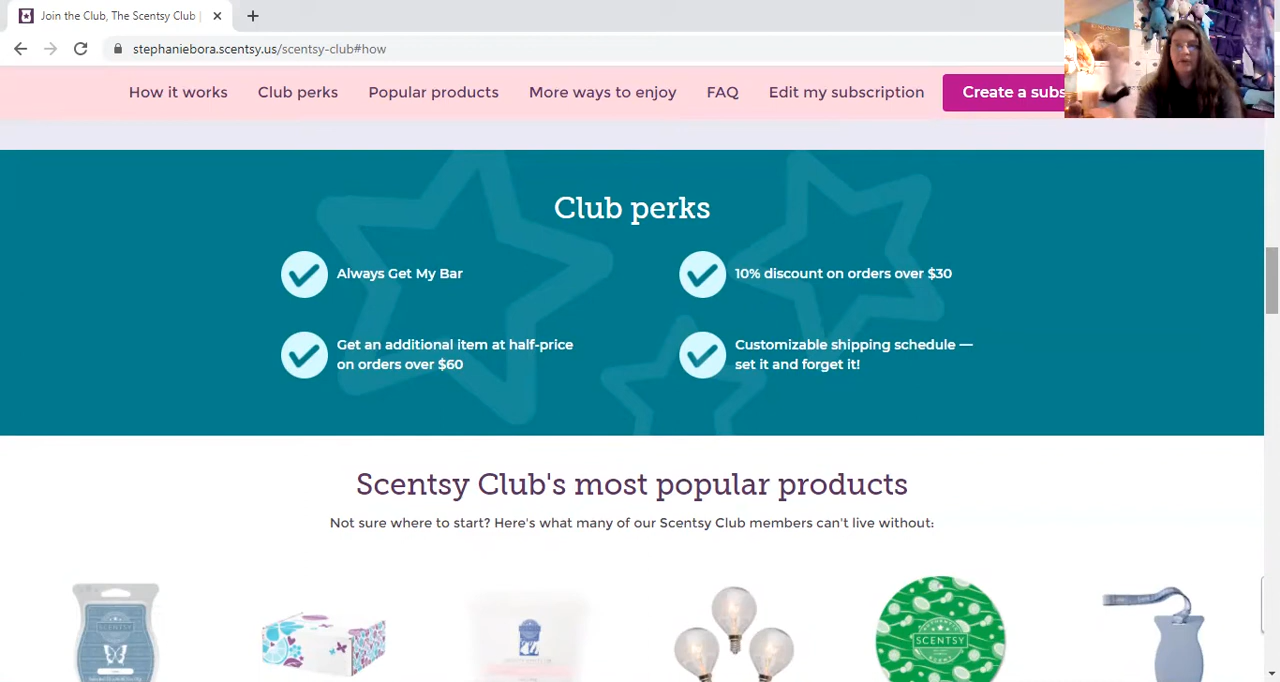 Join the Club, The Scentsy Club |
stephaniebora.scentsy.us/scentsy-club#how
How it works Club perks Popular products More ways to enjoy FAQ Edit my subscription Create a subs
Club perks
Always Get My Bar
10% discount on orders over $30
Get an additional item at half-price
on orders over $60
Customizable shipping schedule —
set it and forget it!
Scentsy Club's most popular products
Not sure where to start? Here's what many of our Scentsy Club members can't live without:
SCENTSY
SCENTSY